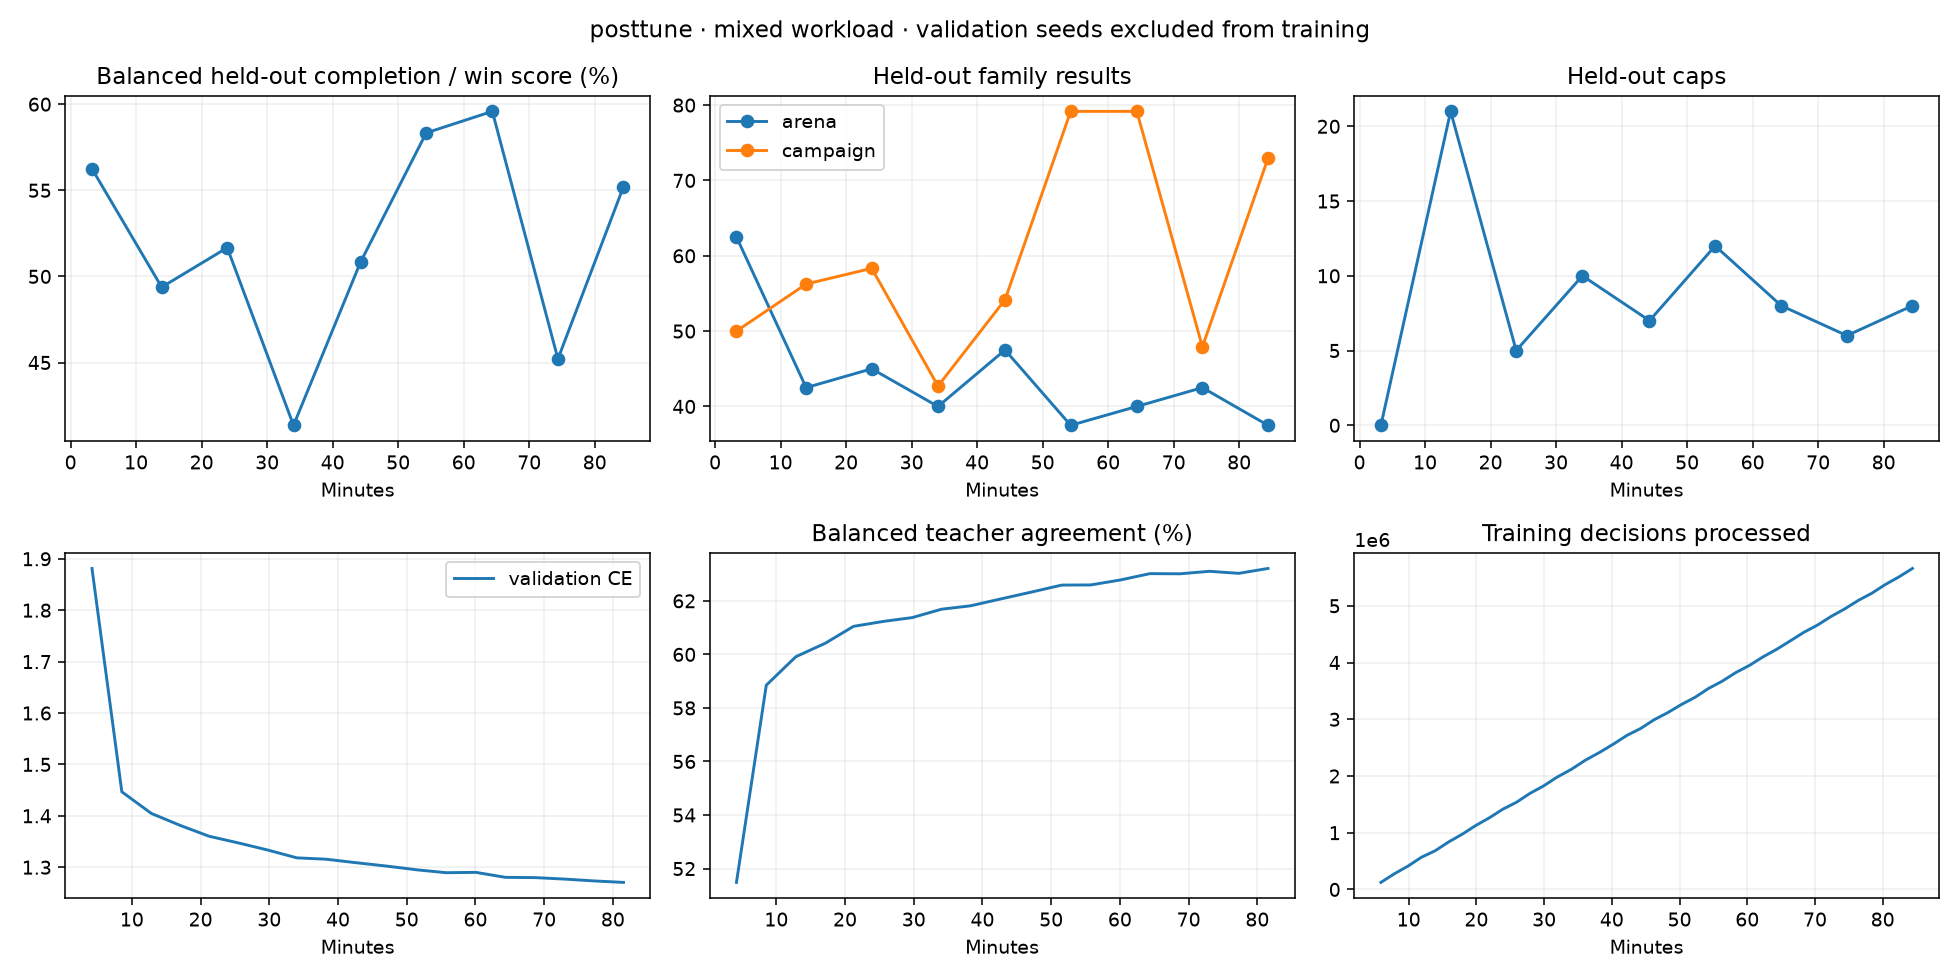 posttune · mixed workload · validation seeds excluded from training
Balanced held-out completion / win score (%)
60
55
50
45
0 10 20 30 40 50 60 70 80
Minutes
Held-out family results
arena
campaign
80
70
60
50
40
0 10 20 30 40 50 60 70 80
Minutes
Held-out caps
20
15
10
5
0
0 10 20 30 40 50 60 70 80
Minutes
validation CE
1.9
1.8
1.7
1.6
1.5
1.4
1.3
10 20 30 40 50 60 70 80
Minutes
Balanced teacher agreement (%)
62
60
58
56
54
52
10 20 30 40 50 60 70 80
Minutes
Training decisions processed
1e6
5
4
3
2
1
0
10 20 30 40 50 60 70 80
Minutes